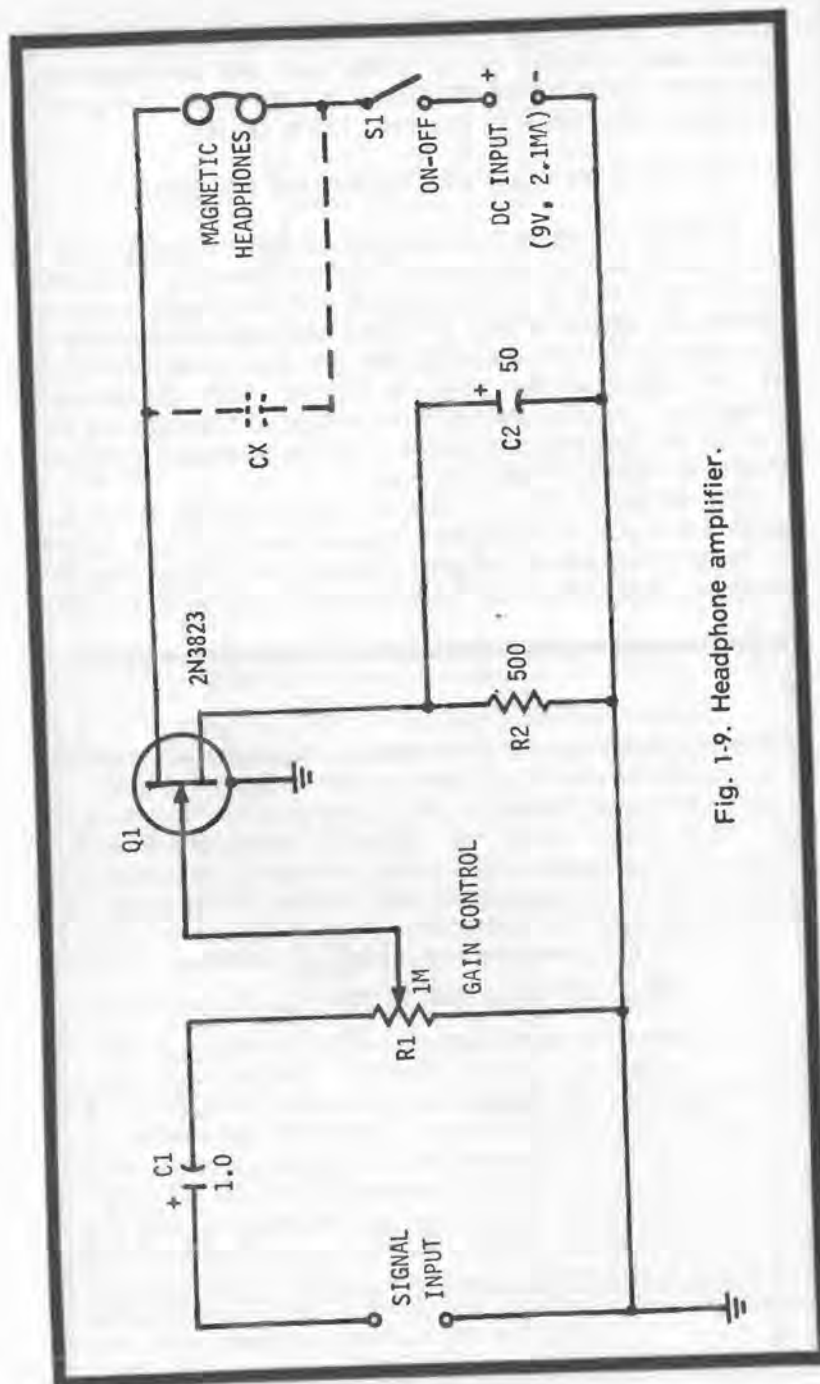 SIGNAL
INPUT
+
C1
1.0
R1
1M
GAIN CONTROL
Q1
2N3823
R2
500
+
C2
50
CX
MAGNETIC
HEADPHONES
S1
ON-OFF
+
DC INPUT
-
(9V, 2.1MA)
Fig. 1-9. Headphone amplifier.